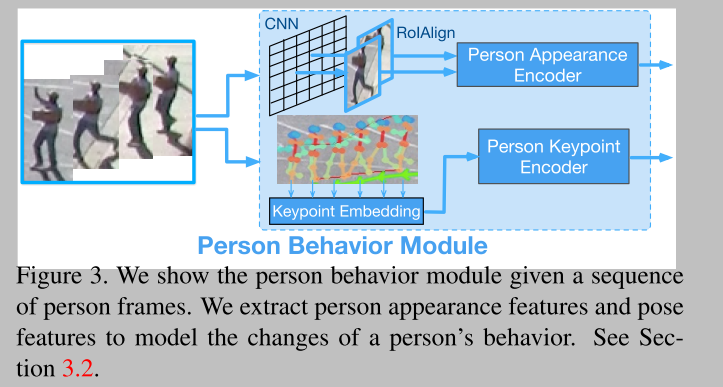 CNN
RoIAlign
Person Appearance
Encoder
Person Keypoint
Encoder
Keypoint Embedding
Person Behavior Module
Figure 3. We show the person behavior module given a sequence
of person frames. We extract person appearance features and pose
features to model the changes of a person's behavior. See Sec-
tion 3.2.